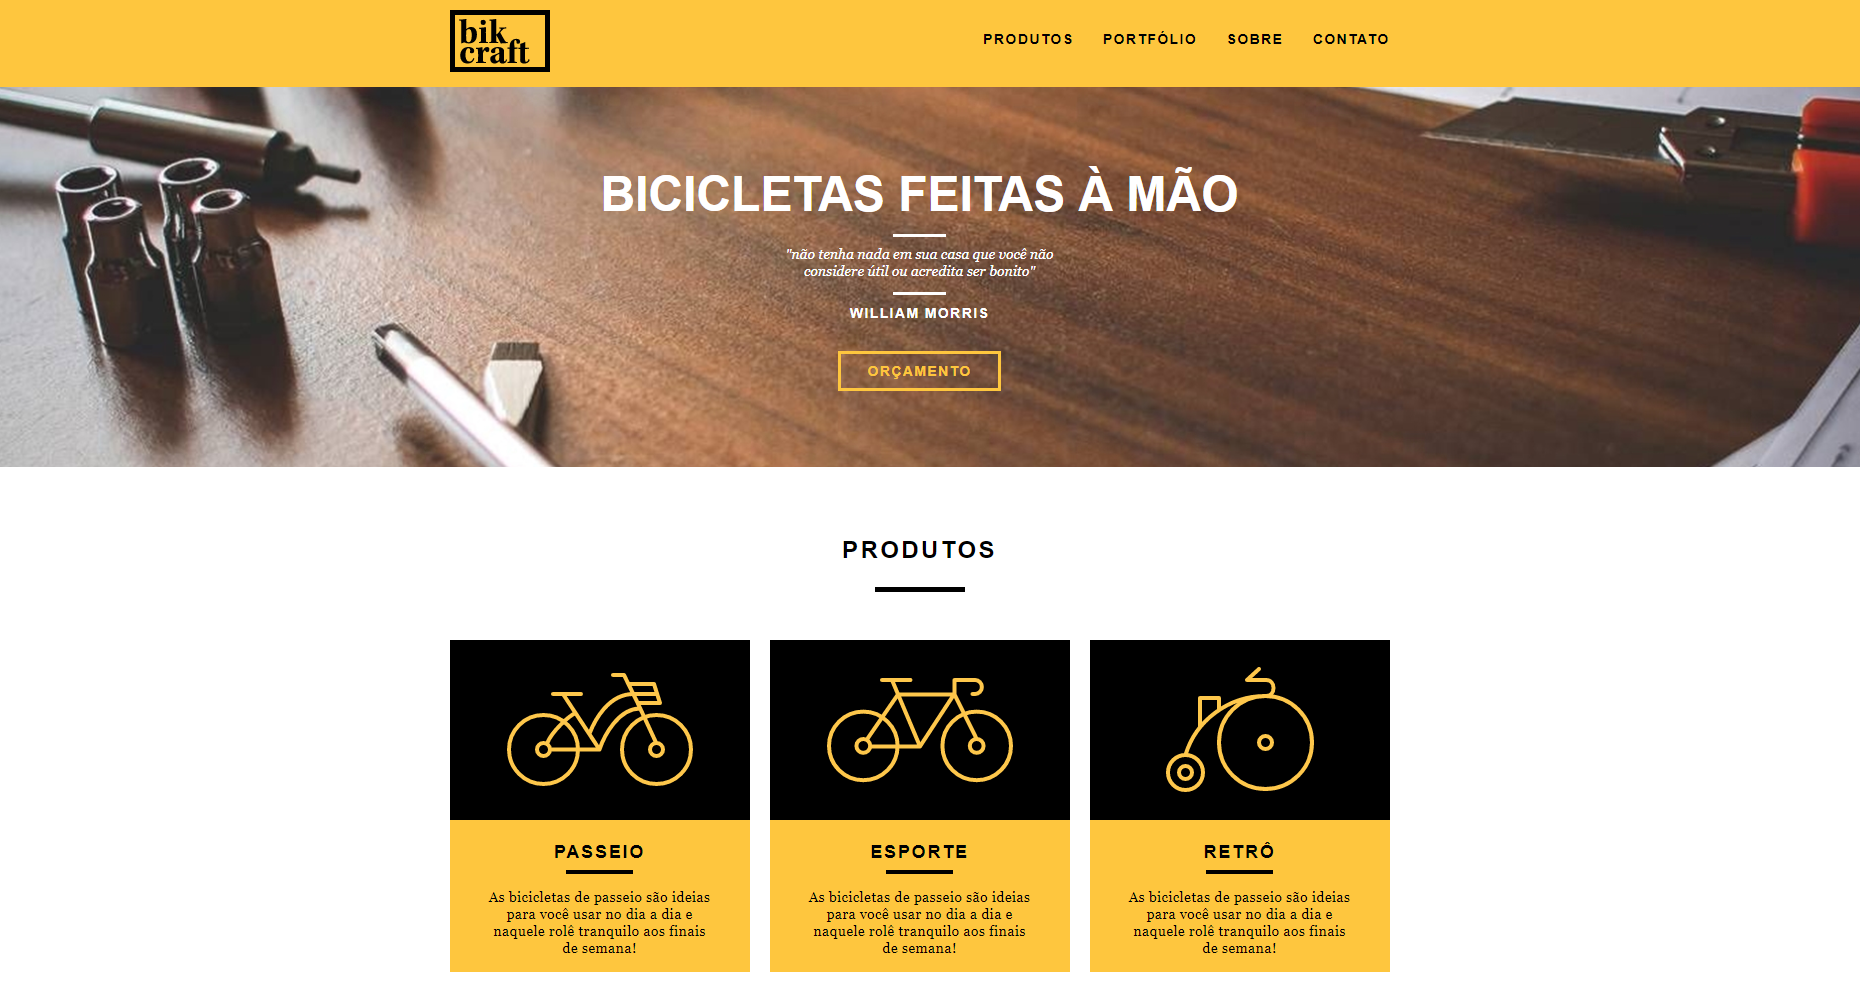 bik
craft
PRODUTOS PORTFÓLIO SOBRE CONTATO
BICICLETAS FEITAS À MÃO
"não tenha nada em sua casa que você não
considere útil ou acredita ser bonito"
WILLIAM MORRIS
ORÇAMENTO
PRODUTOS
PASSEIO
As bicicletas de passeio são ideias
para você usar no dia a dia e
naquele rolê tranquilo aos finais
de semana!
ESPORTE
As bicicletas de passeio são ideias
para você usar no dia a dia e
naquele rolê tranquilo aos finais
de semana!
RETRÔ
As bicicletas de passeio são ideias
para você usar no dia a dia e
naquele rolê tranquilo aos finais
de semana!